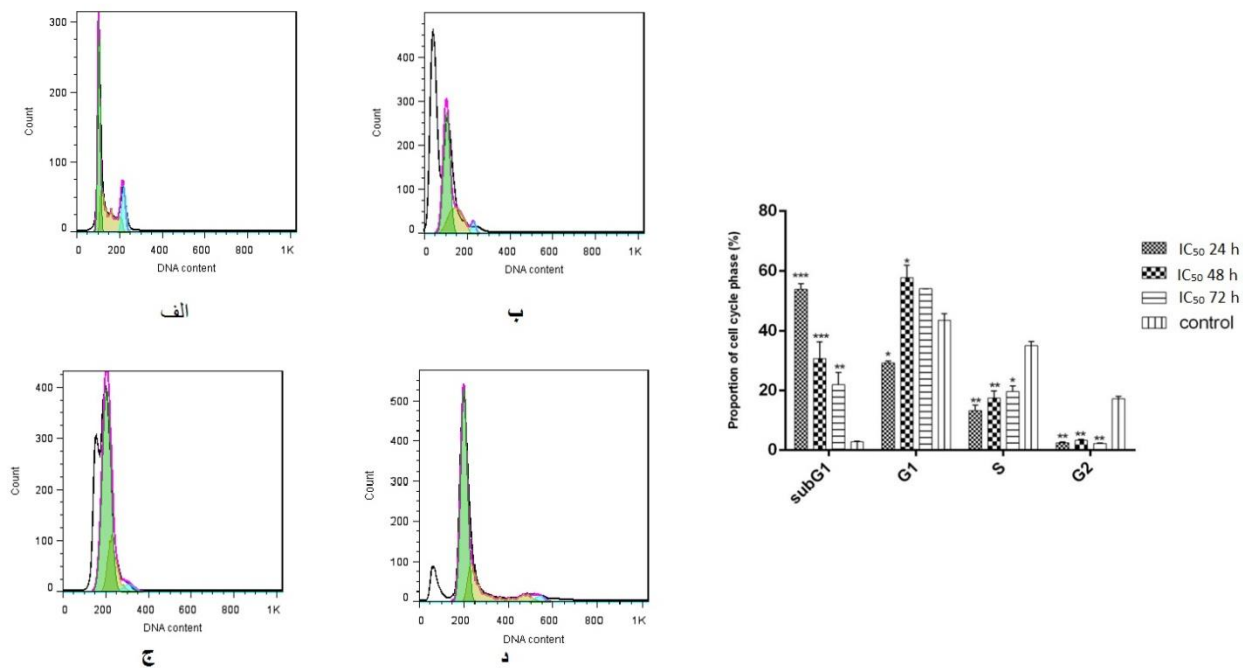 300
200
100
0
Count
0 200 400 600 800 1K
DNA content
الف
400
300
200
100
0
Count
0 200 400 600 800 1K
DNA content
ب
400
300
200
100
0
Count
0 200 400 600 800 1K
DNA content
ج
500
400
300
200
100
0
Count
0 200 400 600 800 1K
DNA content
د
Proportion of cell cycle phase (%)
80
60
40
20
0
***
***
**
*
*
**
**
*
**
**
**
subG1
G1
S
G2
IC₅₀ 24 h
IC₅₀ 48 h
IC₅₀ 72 h
control